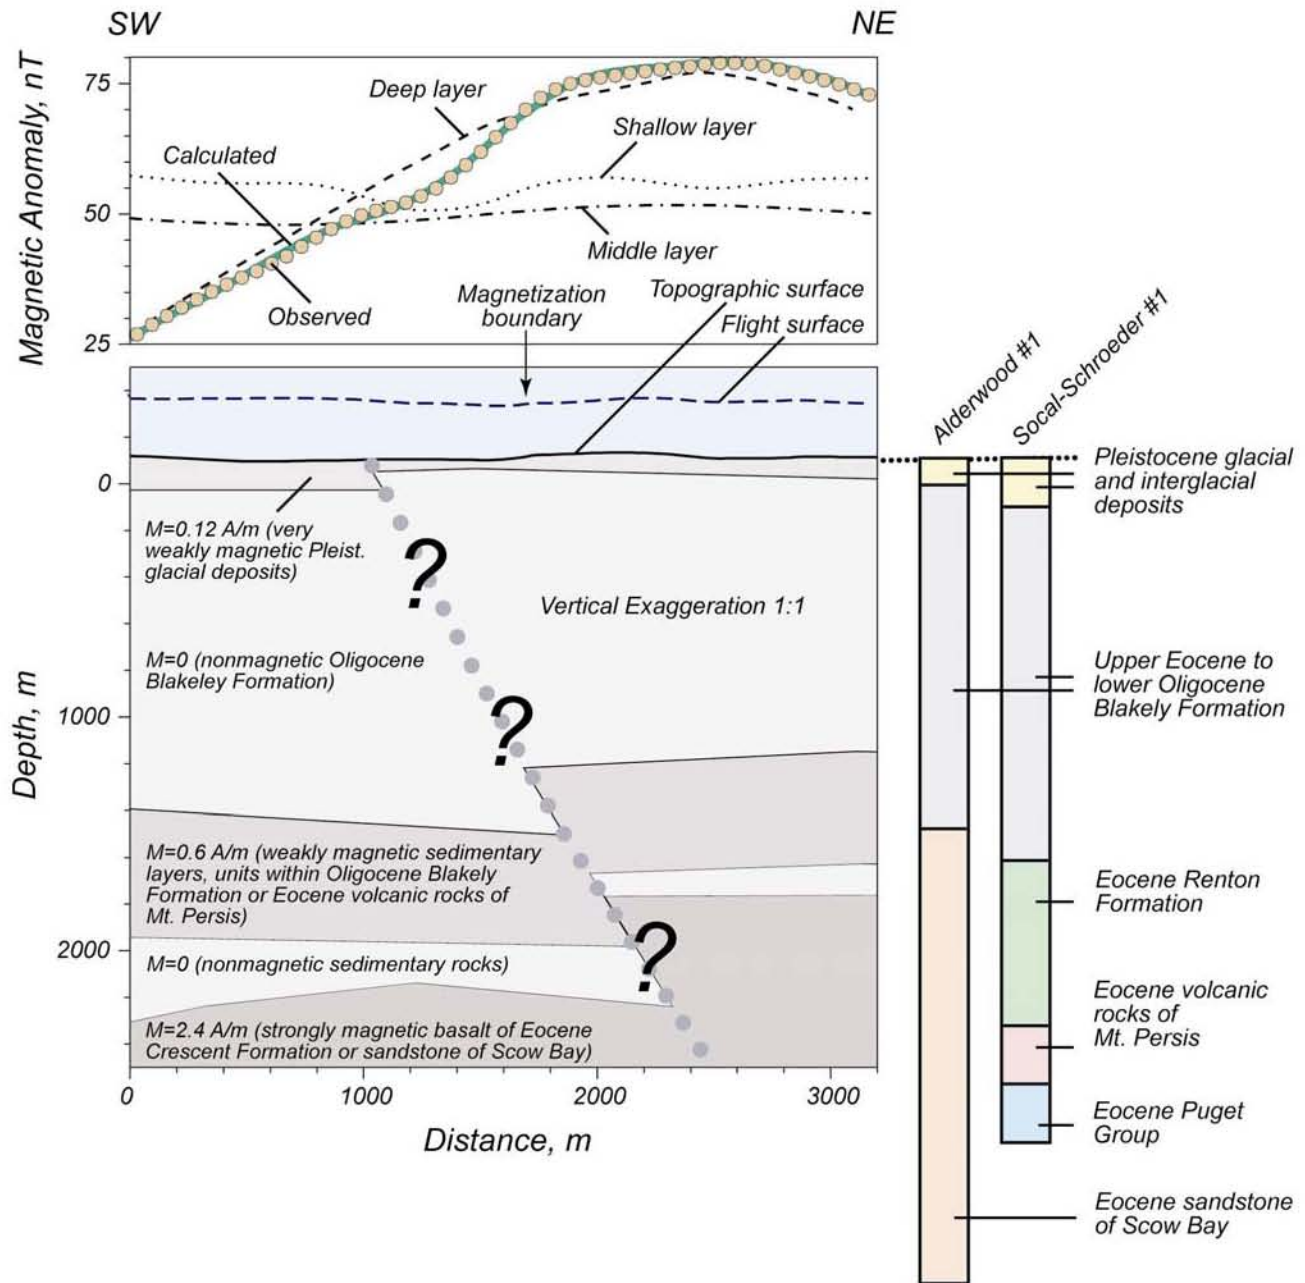 SW
NE
Magnetic Anomaly, nT
75
50
25
Deep layer
Shallow layer
Calculated
Middle layer
Observed
Magnetization
boundary
Topographic surface
Flight surface
Depth, m
0
1000
2000
M=0.12 A/m (very
weakly magnetic Pleist.
glacial deposits)
?
Vertical Exaggeration 1:1
M=0 (nonmagnetic Oligocene
Blakeley Formation)
?
M=0.6 A/m (weakly magnetic sedimentary
layers, units within Oligocene Blakely
Formation or Eocene volcanic rocks of
Mt. Persis)
?
M=0 (nonmagnetic sedimentary rocks)
M=2.4 A/m (strongly magnetic basalt of Eocene
Crescent Formation or sandstone of Scow Bay)
0
1000
2000
3000
Distance, m
Alderwood #1
Socal-Schroeder #1
Pleistocene glacial
and interglacial
deposits
Upper Eocene to
lower Oligocene
Blakely Formation
Eocene Renton
Formation
Eocene volcanic
rocks of
Mt. Persis
Eocene Puget
Group
Eocene sandstone
of Scow Bay